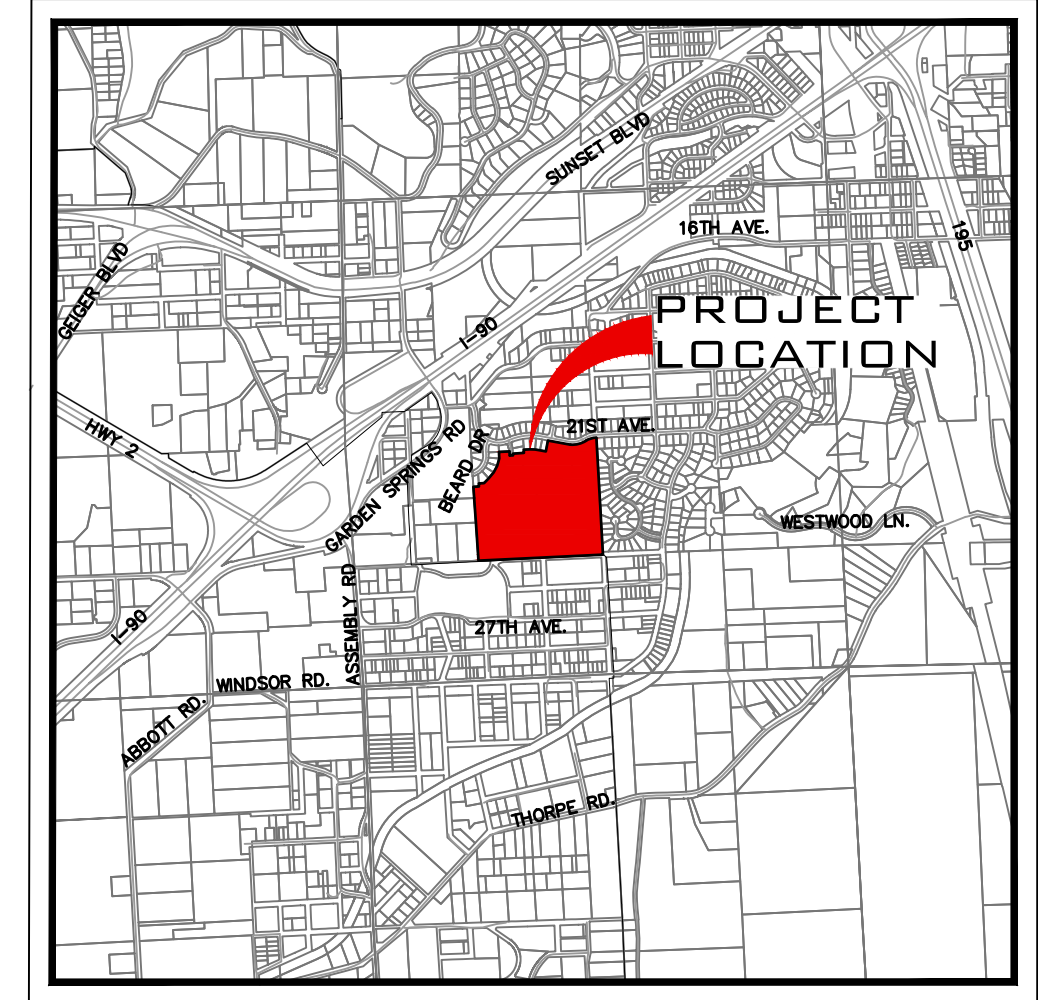 SUNSET BLVD
16TH AVE.
195
GEIGER BLVD
PROJECT
LOCATION
I-90
HWY 2
21ST AVE.
GARDEN SPRINGS RD
BEARD DR
WESTWOOD LN.
I-90
ASSEMBLY RD
27TH AVE.
WINDSOR RD.
ABBOTT RD.
THORPE RD.